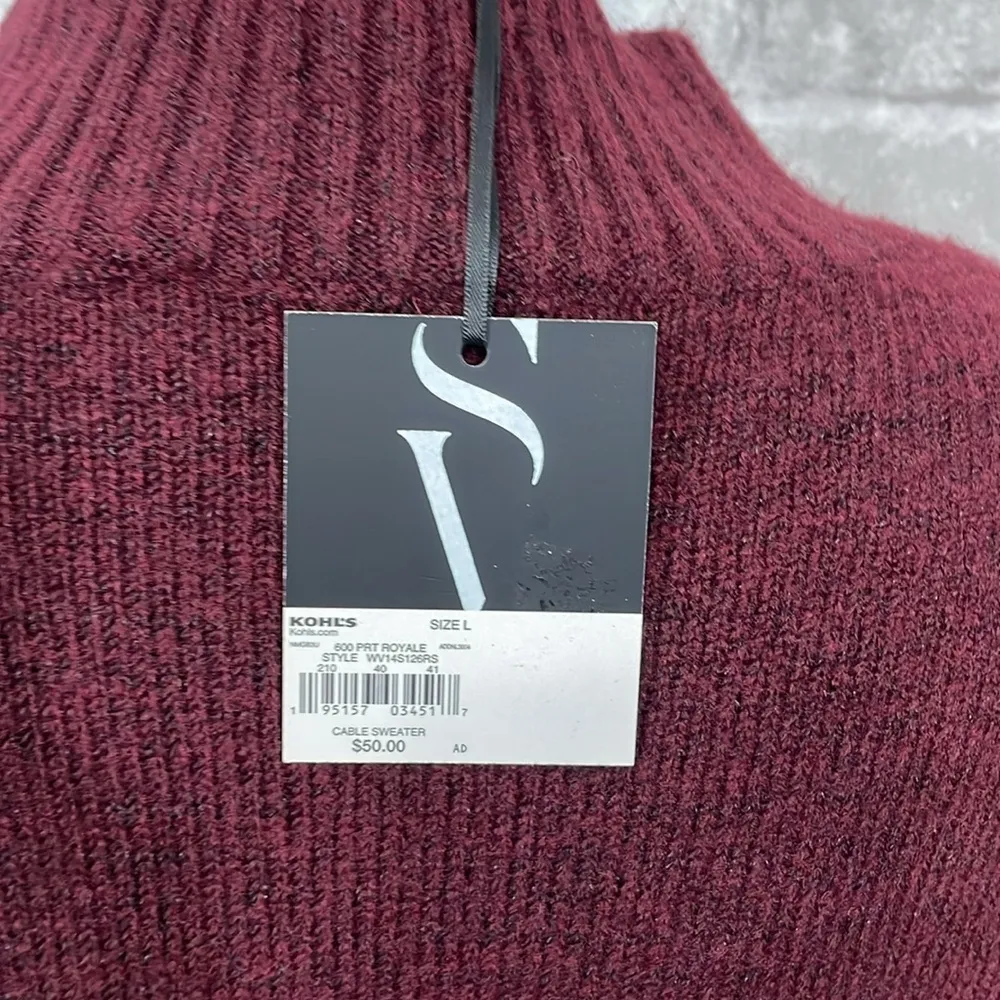 S
V
KOHL'S
Kohls.com
SIZE L
600 PRT ROYALE
STYLE WV14S126RS
210 40 41
1 95157 03451 7
CABLE SWEATER
$50.00 AD